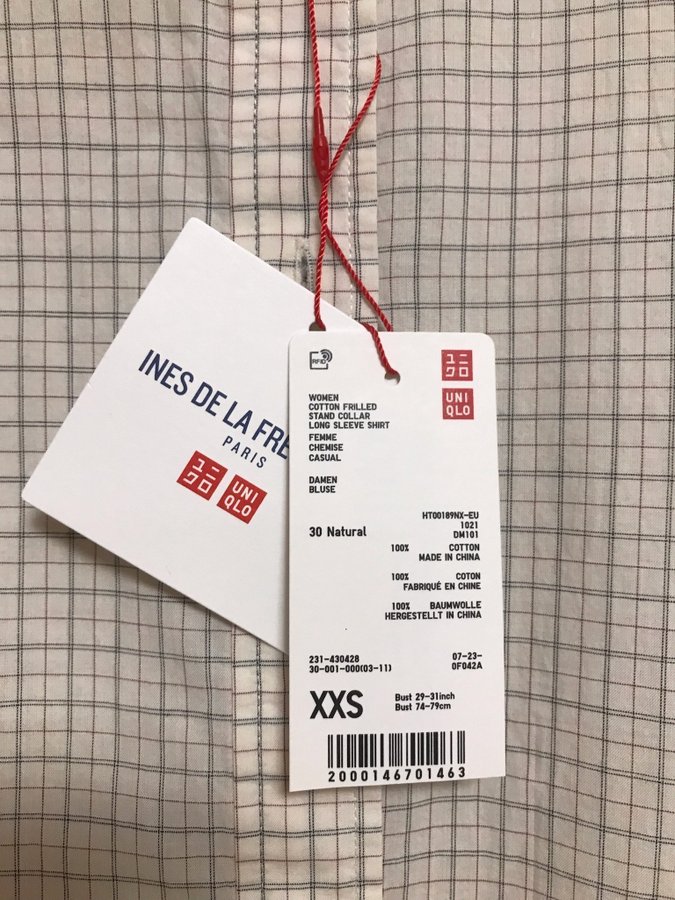 INES DE LA FRE
PARIS
ユニ
クロ
UNI
QLO
RFID
ユニ
クロ
UNI
QLO
WOMEN
COTTON FRILLED
STAND COLLAR
LONG SLEEVE SHIRT
FEMME
CHEMISE
CASUAL
DAMEN
BLUSE
HT00189NX-EU
1021
30 Natural
DM101
100% COTTON
MADE IN CHINA
100% COTON
FABRIQUÉ EN CHINE
100% BAUMWOLLE
HERGESTELLT IN CHINA
231-430428 07-23-
30-001-000(03-11) 0F042A
XXS
Bust 29-31inch
Bust 74-79cm
2000146701463